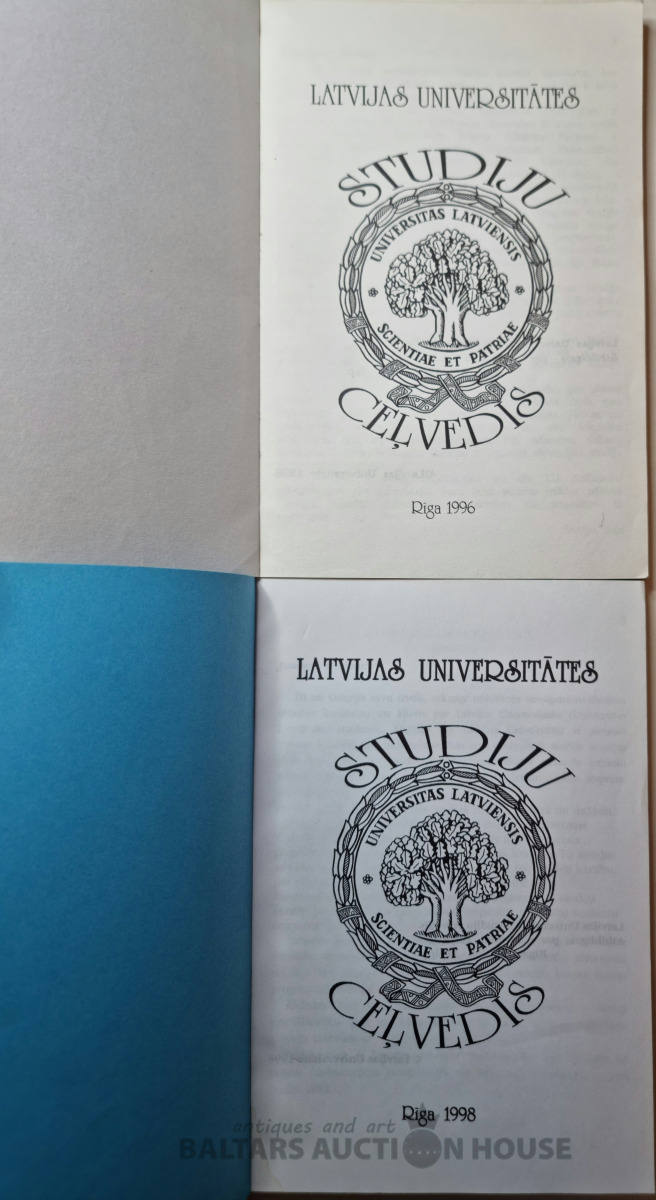 LATVIJAS UNIVERSITĀTES
STUDIJU
UNIVERSITAS LATVIENSIS
SCIENTIAE ET PATRIAE
CEĻVEDIS
Rīga 1996
LATVIJAS UNIVERSITĀTES
STUDIJU
UNIVERSITAS LATVIENSIS
SCIENTIAE ET PATRIAE
CEĻVEDIS
Rīga 1998
antiques and art
BALTARS AUCTION HOUSE